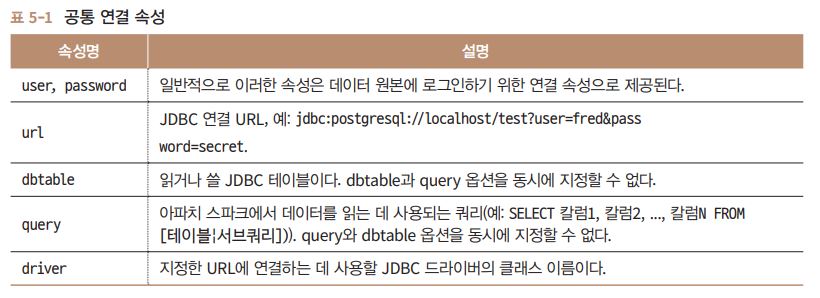 표 5-1 공통 연결 속성
속성명 설명
user, password 일반적으로 이러한 속성은 데이터 원본에 로그인하기 위한 연결 속성으로 제공된다.
url JDBC 연결 URL, 예: jdbc:postgresql://localhost/test?user=fred&pass
word=secret.
dbtable 읽거나 쓸 JDBC 테이블이다. dbtable과 query 옵션을 동시에 지정할 수 없다.
query 아파치 스파크에서 데이터를 읽는 데 사용되는 쿼리(예: SELECT 칼럼1, 칼럼2, ..., 칼럼N FROM
[테이블¦서브쿼리])). query와 dbtable 옵션을 동시에 지정할 수 없다.
driver 지정한 URL에 연결하는 데 사용할 JDBC 드라이버의 클래스 이름이다.